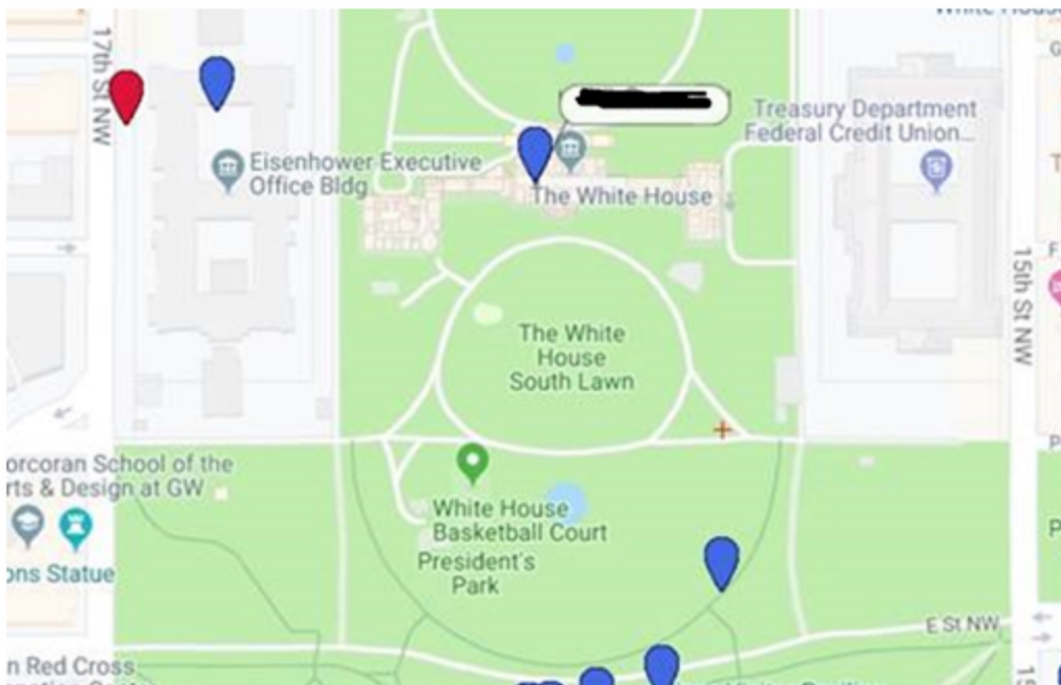 17th St NW
Treasury Department
Federal Credit Union...
Eisenhower Executive
Office Bldg
The White House
15th St NW
The White
House
South Lawn
orcoran School of the
rts & Design at GW
White House
Basketball Court
President's
Park
ons Statue
E St NW
n Red Cross